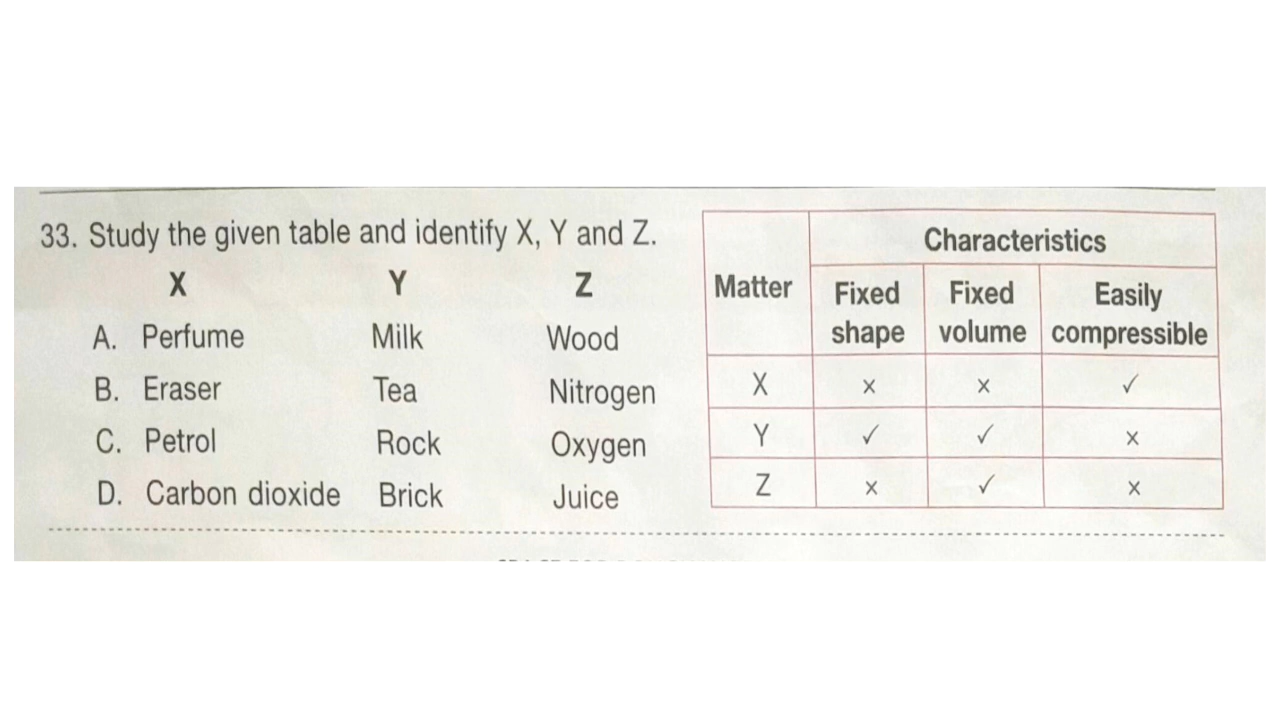 33. Study the given table and identify X, Y and Z.
X Y Z
A. Perfume Milk Wood
B. Eraser Tea Nitrogen
C. Petrol Rock Oxygen
D. Carbon dioxide Brick Juice
Characteristics
Matter Fixed shape Fixed volume Easily compressible
X x x ✓
Y ✓ ✓ x
Z x ✓ x